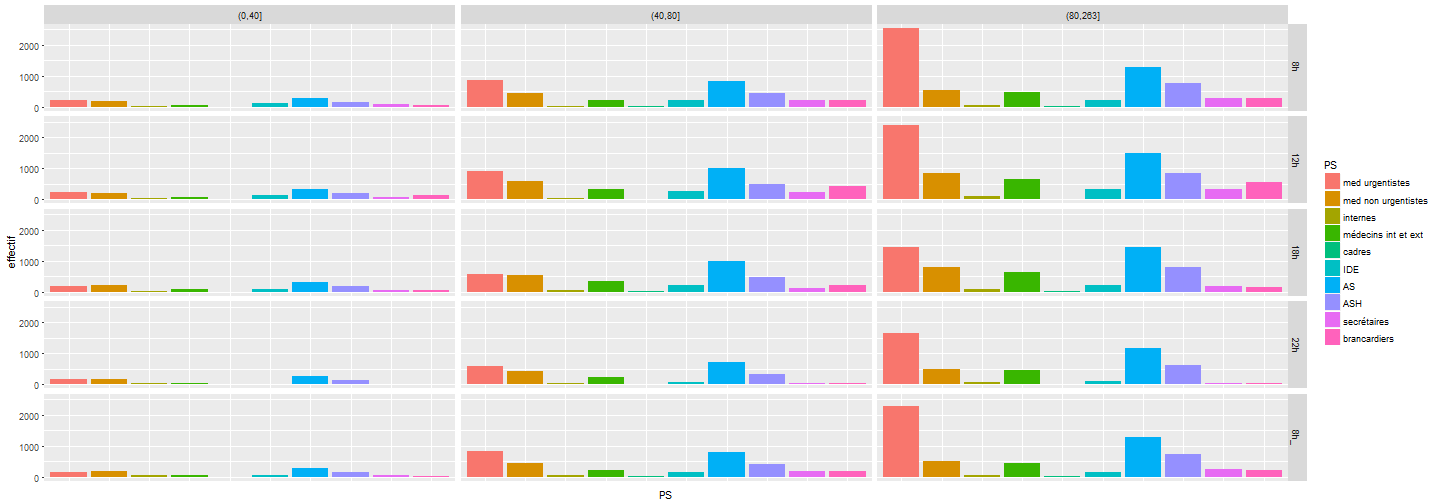 (0,40]
(40,80]
(80,263]
2000
1000
0
8h
2000
1000
0
12h
2000
1000
0
18h
2000
1000
0
22h
2000
1000
0
8h_
effectif
PS
PS
med urgentistes
med non urgentistes
internes
médecins int et ext
cadres
IDE
AS
ASH
secrétaires
brancardiers